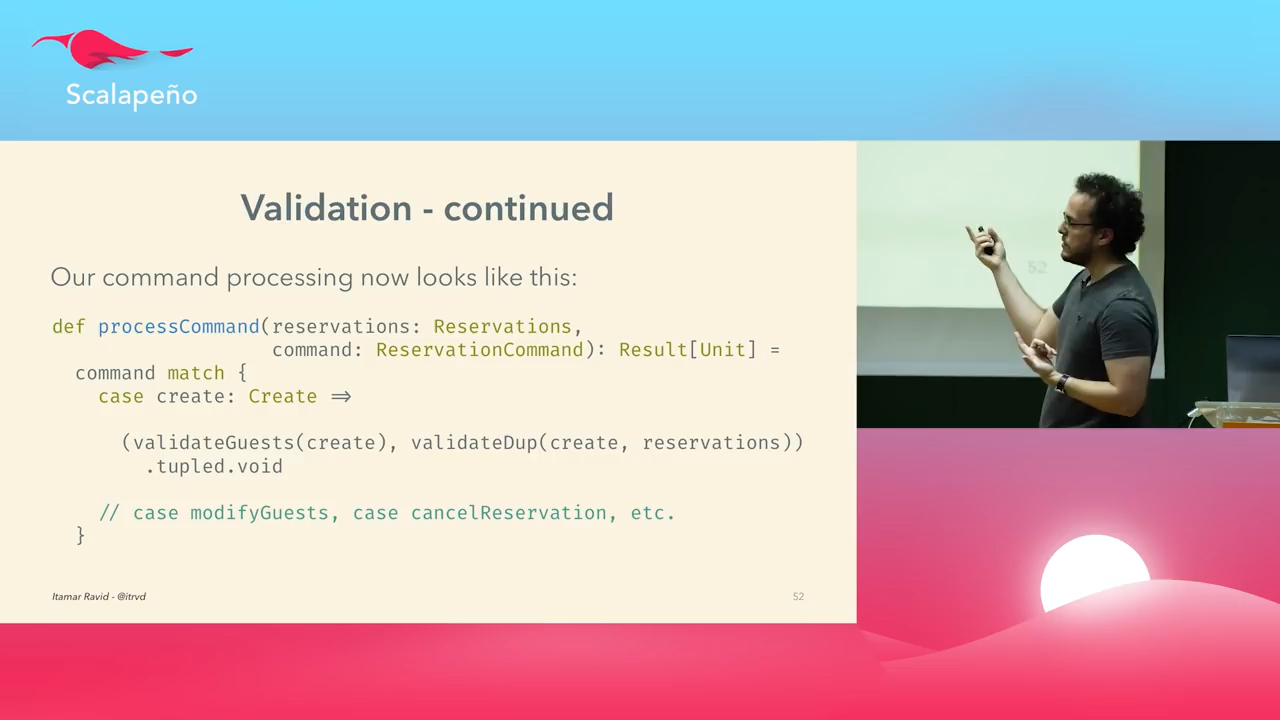 Scalapeño
Validation - continued
Our command processing now looks like this:
def processCommand(reservations: Reservations,
command: ReservationCommand): Result[Unit] =
command match {
case create: Create ⇒
(validateGuests(create), validateDup(create, reservations))
.tupled.void
// case modifyGuests, case cancelReservation, etc.
}
Itamar Ravid - @itrvd
52
52